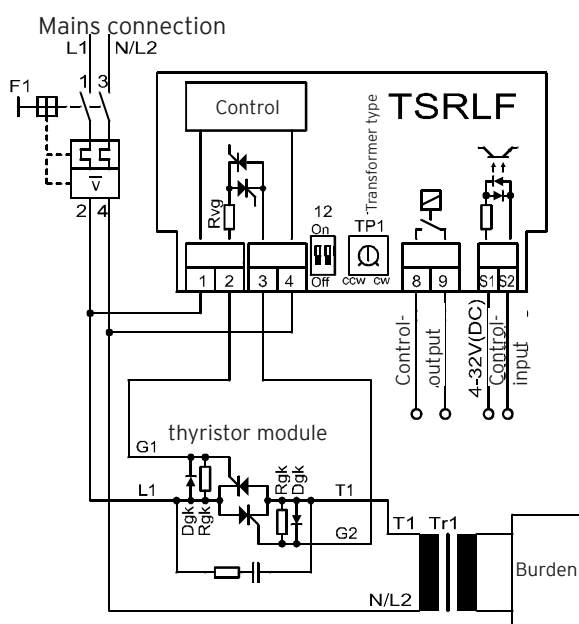 Mains connection
L1 N/L2
F1
1 3
V
2 4
Control
TSRLF
Transformer type
Rvg
12
On
Off
TP1
ccw cw
1 2 3 4
8 9
S1 S2
Control-
output
4-32V(DC)
Control-
input
thyristor module
G1
L1
Dgk
Rgk
Rgk
Dgk
T1
G2
T1 Tr1
Burden
N/L2